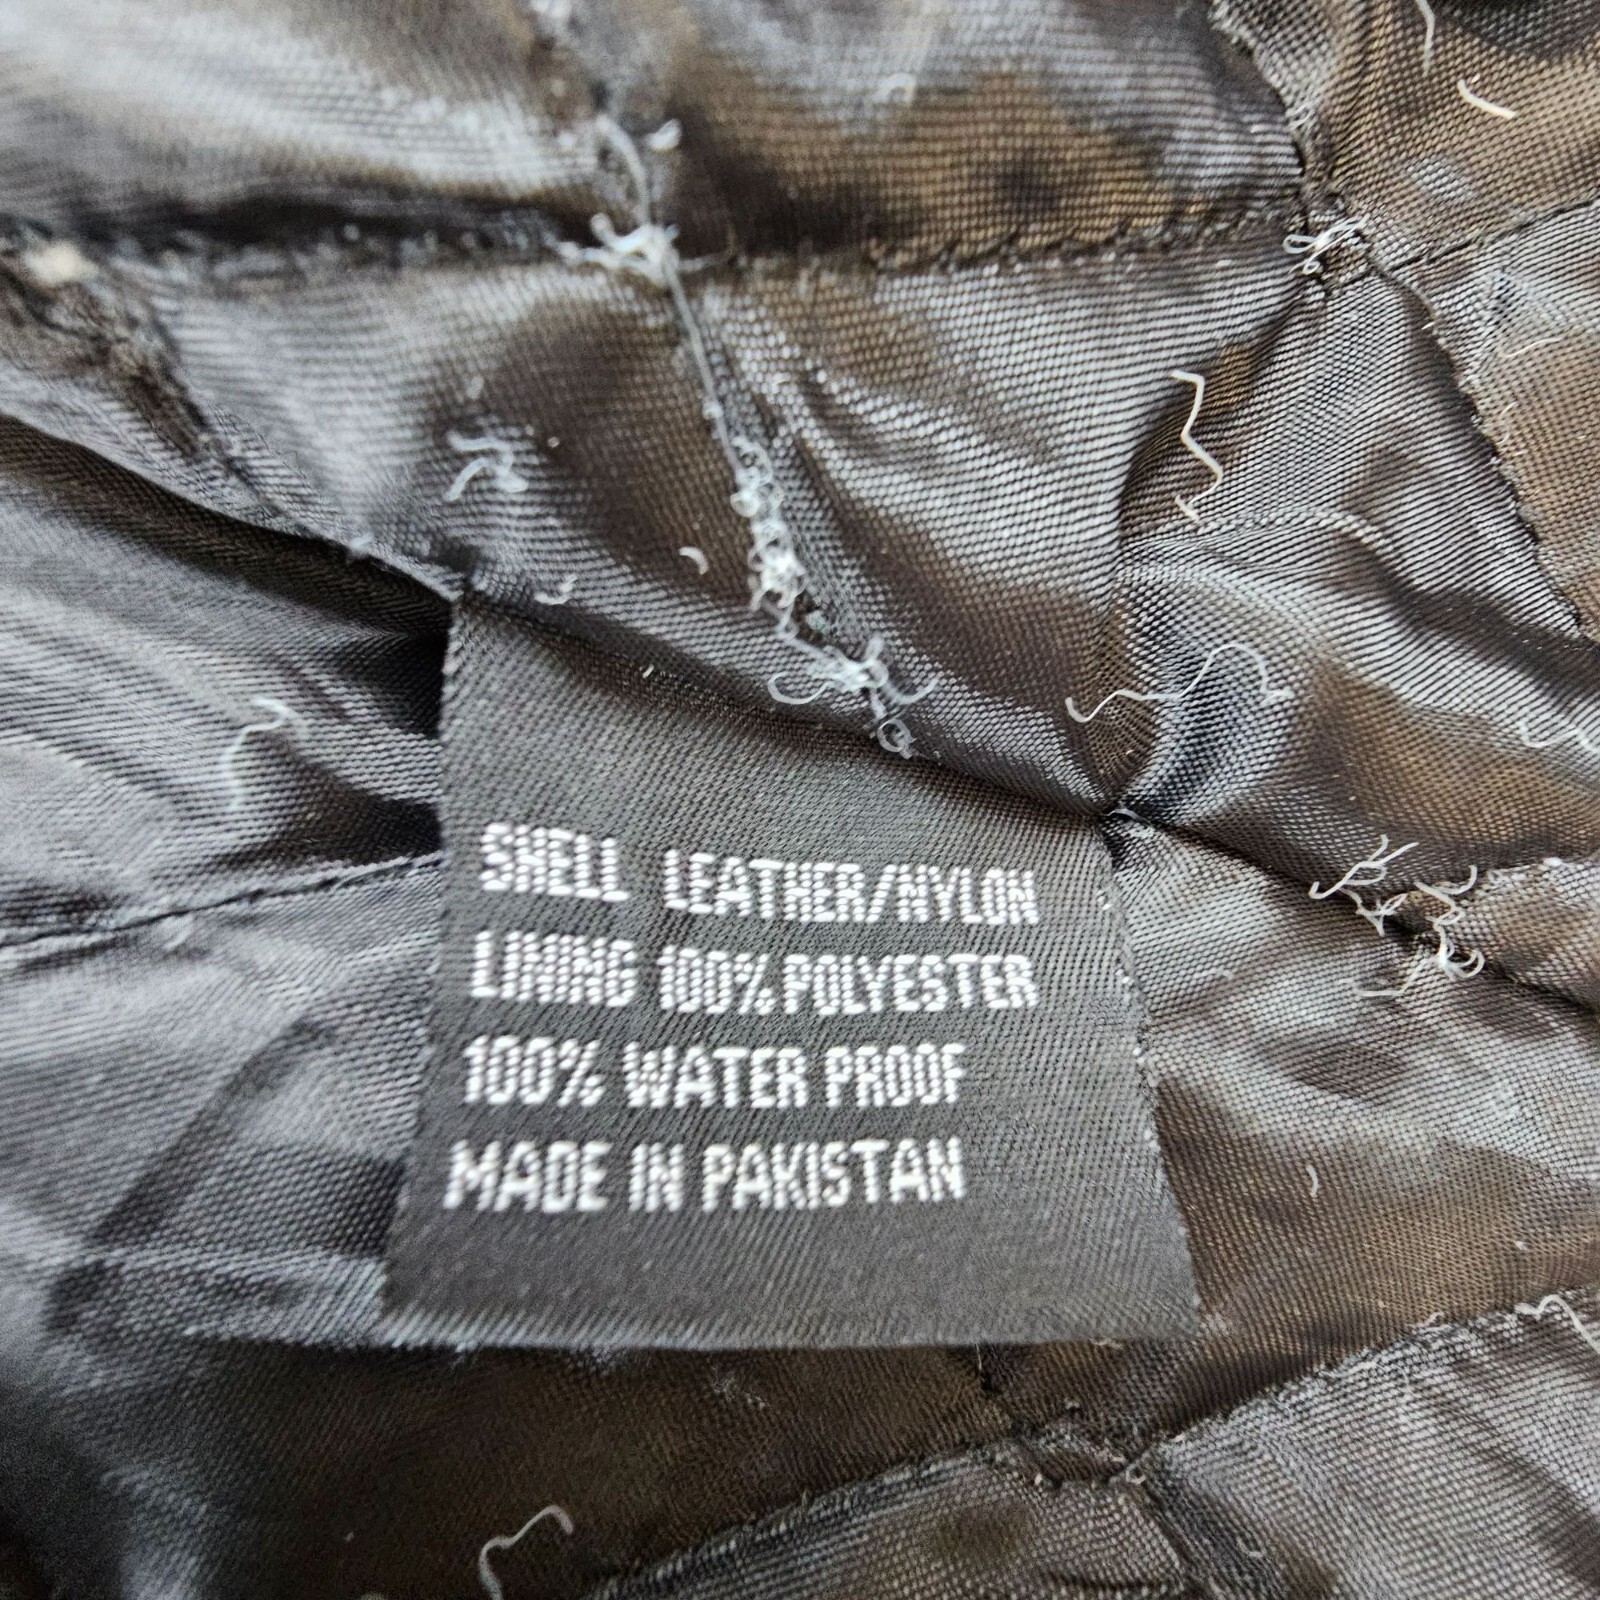 SHELL LEATHER/NYLON
LINING 100% POLYESTER
100% WATER PROOF
MADE IN PAKISTAN